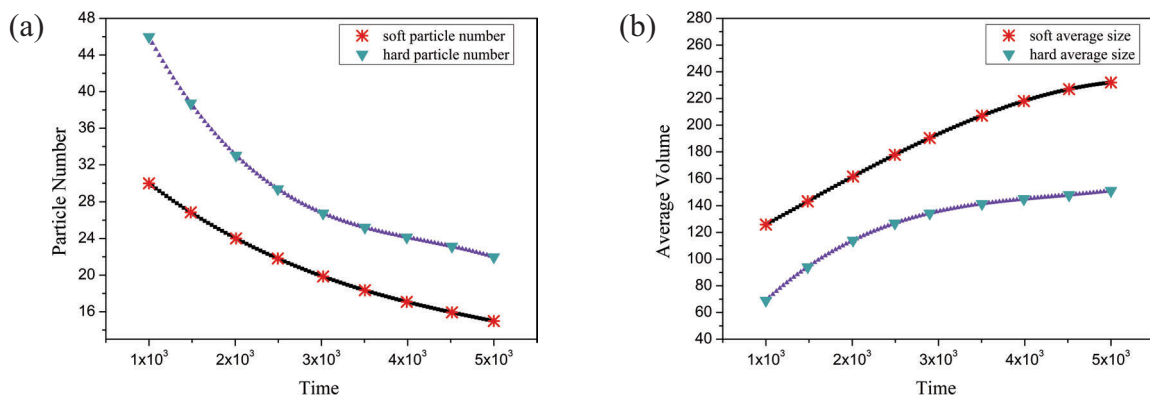 (a)
48
44
40
36
32
28
24
20
16
Particle Number
soft particle number
hard particle number
1x10³ 2x10³ 3x10³ 4x10³ 5x10³
Time
(b)
280
260
240
220
200
180
160
140
120
100
80
60
40
Average Volume
soft average size
hard average size
1x10³ 2x10³ 3x10³ 4x10³ 5x10³
Time